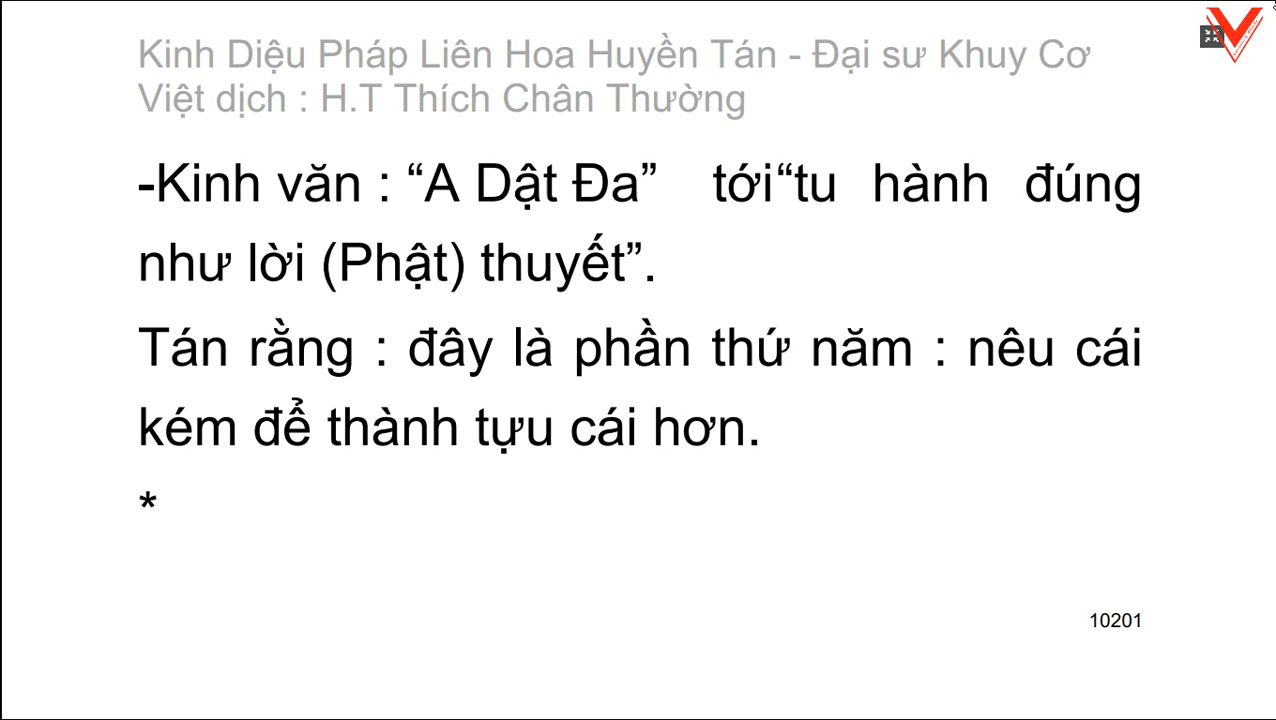 Kinh Diệu Pháp Liên Hoa Huyền Tán - Đại sư Khuy Cơ
Việt dịch : H.T Thích Chân Thường
-Kinh văn : “A Dật Đa” tới“tu hành đúng
như lời (Phật) thuyết”.
Tán rằng : đây là phần thứ năm : nêu cái
kém để thành tựu cái hơn.
*
10201